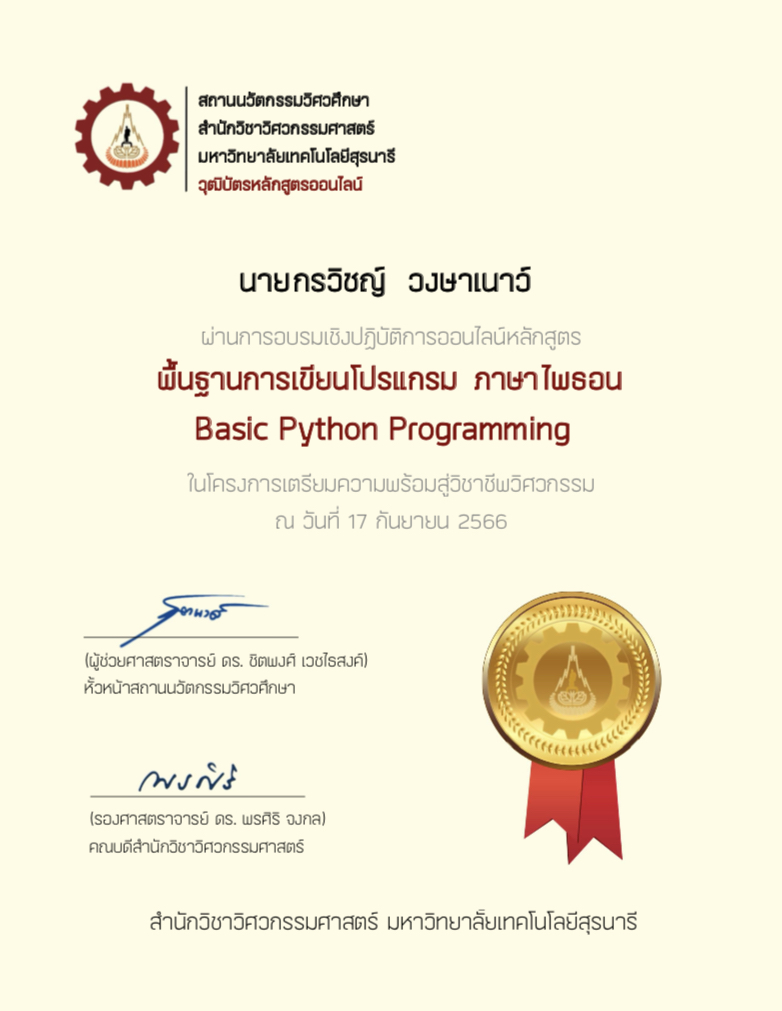 สถานนวัตกรรมวิศวศึกษา
สำนักวิชาวิศวกรรมศาสตร์
มหาวิทยาลัยเทคโนโลยีสุรนารี
วุฒิบัตรหลักสูตรออนไลน์
นายกรวิชญ์ วงษาเนาว์
ผ่านการอบรมเชิงปฏิบัติการออนไลน์หลักสูตร
พื้นฐานการเขียนโปรแกรม ภาษาไพธอน
Basic Python Programming
ในโครงการเตรียมความพร้อมสู่วิชาชีพวิศวกรรม
ณ วันที่ 17 กันยายน 2566
(ผู้ช่วยศาสตราจารย์ ดร. ชิตพงศ์ เวชไธสงค์)
หัวหน้าสถานนวัตกรรมวิศวศึกษา
(รองศาสตราจารย์ ดร. พรศิริ จงกล)
คณบดีสำนักวิชาวิศวกรรมศาสตร์
สำนักวิชาวิศวกรรมศาสตร์ มหาวิทยาลัยเทคโนโลยีสุรนารี